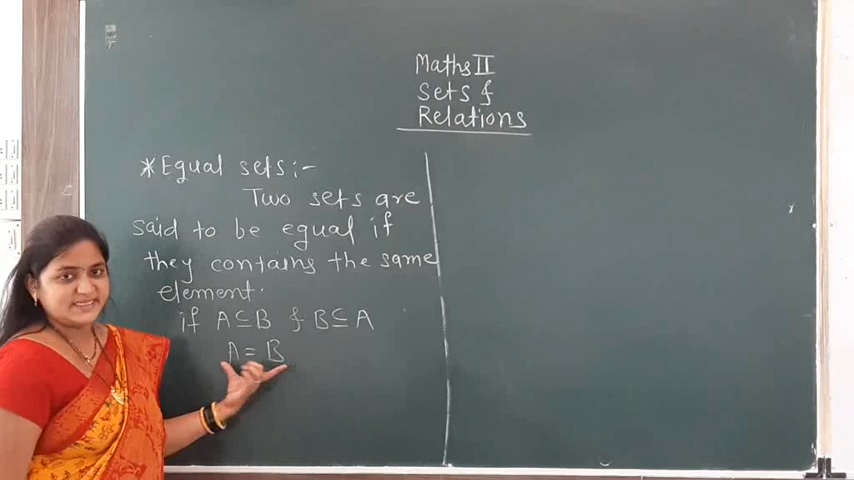 Maths II
Sets &
Relations
*Equal sets:-
Two sets are
said to be equal if
they contains the same
element.
if A ⊆ B & B ⊆ A
A = B